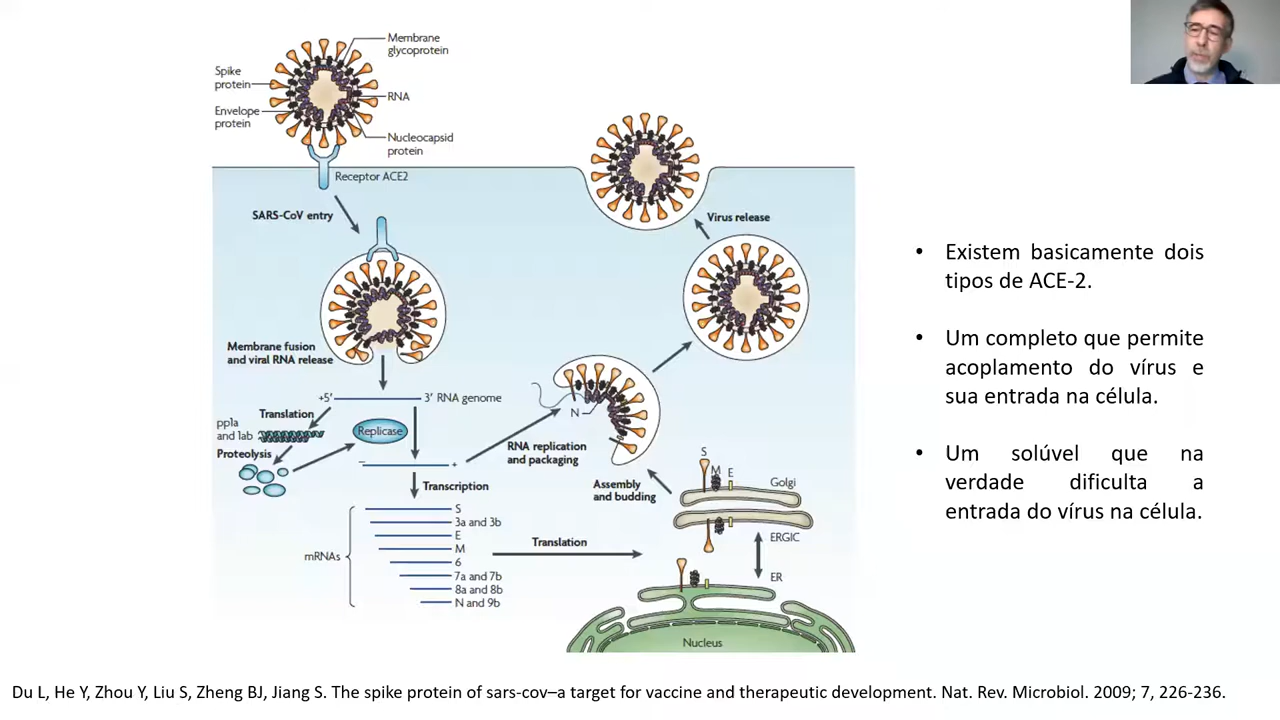 Membrane
glycoprotein
Spike
protein
RNA
Envelope
protein
Nucleocapsid
protein
Receptor ACE2
SARS-CoV entry
Virus release
Membrane fusion
and viral RNA release
+5′
3′ RNA genome
Translation
pp1a
and 1ab
Replicase
Proteolysis
N
RNA replication
and packaging
−
+
Transcription
Assembly
and budding
S
M
E
Golgi
mRNAs
S
3a and 3b
E
M
6
7a and 7b
8a and 8b
N and 9b
Translation
ERGIC
ER
Nucleus
• Existem basicamente dois
tipos de ACE-2.
• Um completo que permite
acoplamento do vírus e
sua entrada na célula.
• Um solúvel que na
verdade dificulta a
entrada do vírus na célula.
Du L, He Y, Zhou Y, Liu S, Zheng BJ, Jiang S. The spike protein of sars-cov–a target for vaccine and therapeutic development. Nat. Rev. Microbiol. 2009; 7, 226-236.